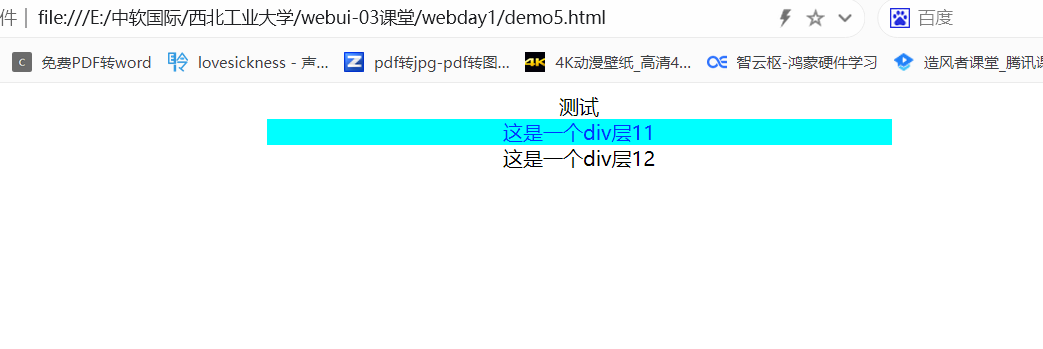 件 | file:///E:/中软国际/西北工业大学/webui-03课堂/webday1/demo5.html 百度
C 免费PDF转word lovesickness - 声... pdf转jpg-pdf转图... 4K 4K动漫壁纸_高清4... 智云枢-鸿蒙硬件学习 造风者课堂_腾讯课
测试
这是一个div层11
这是一个div层12